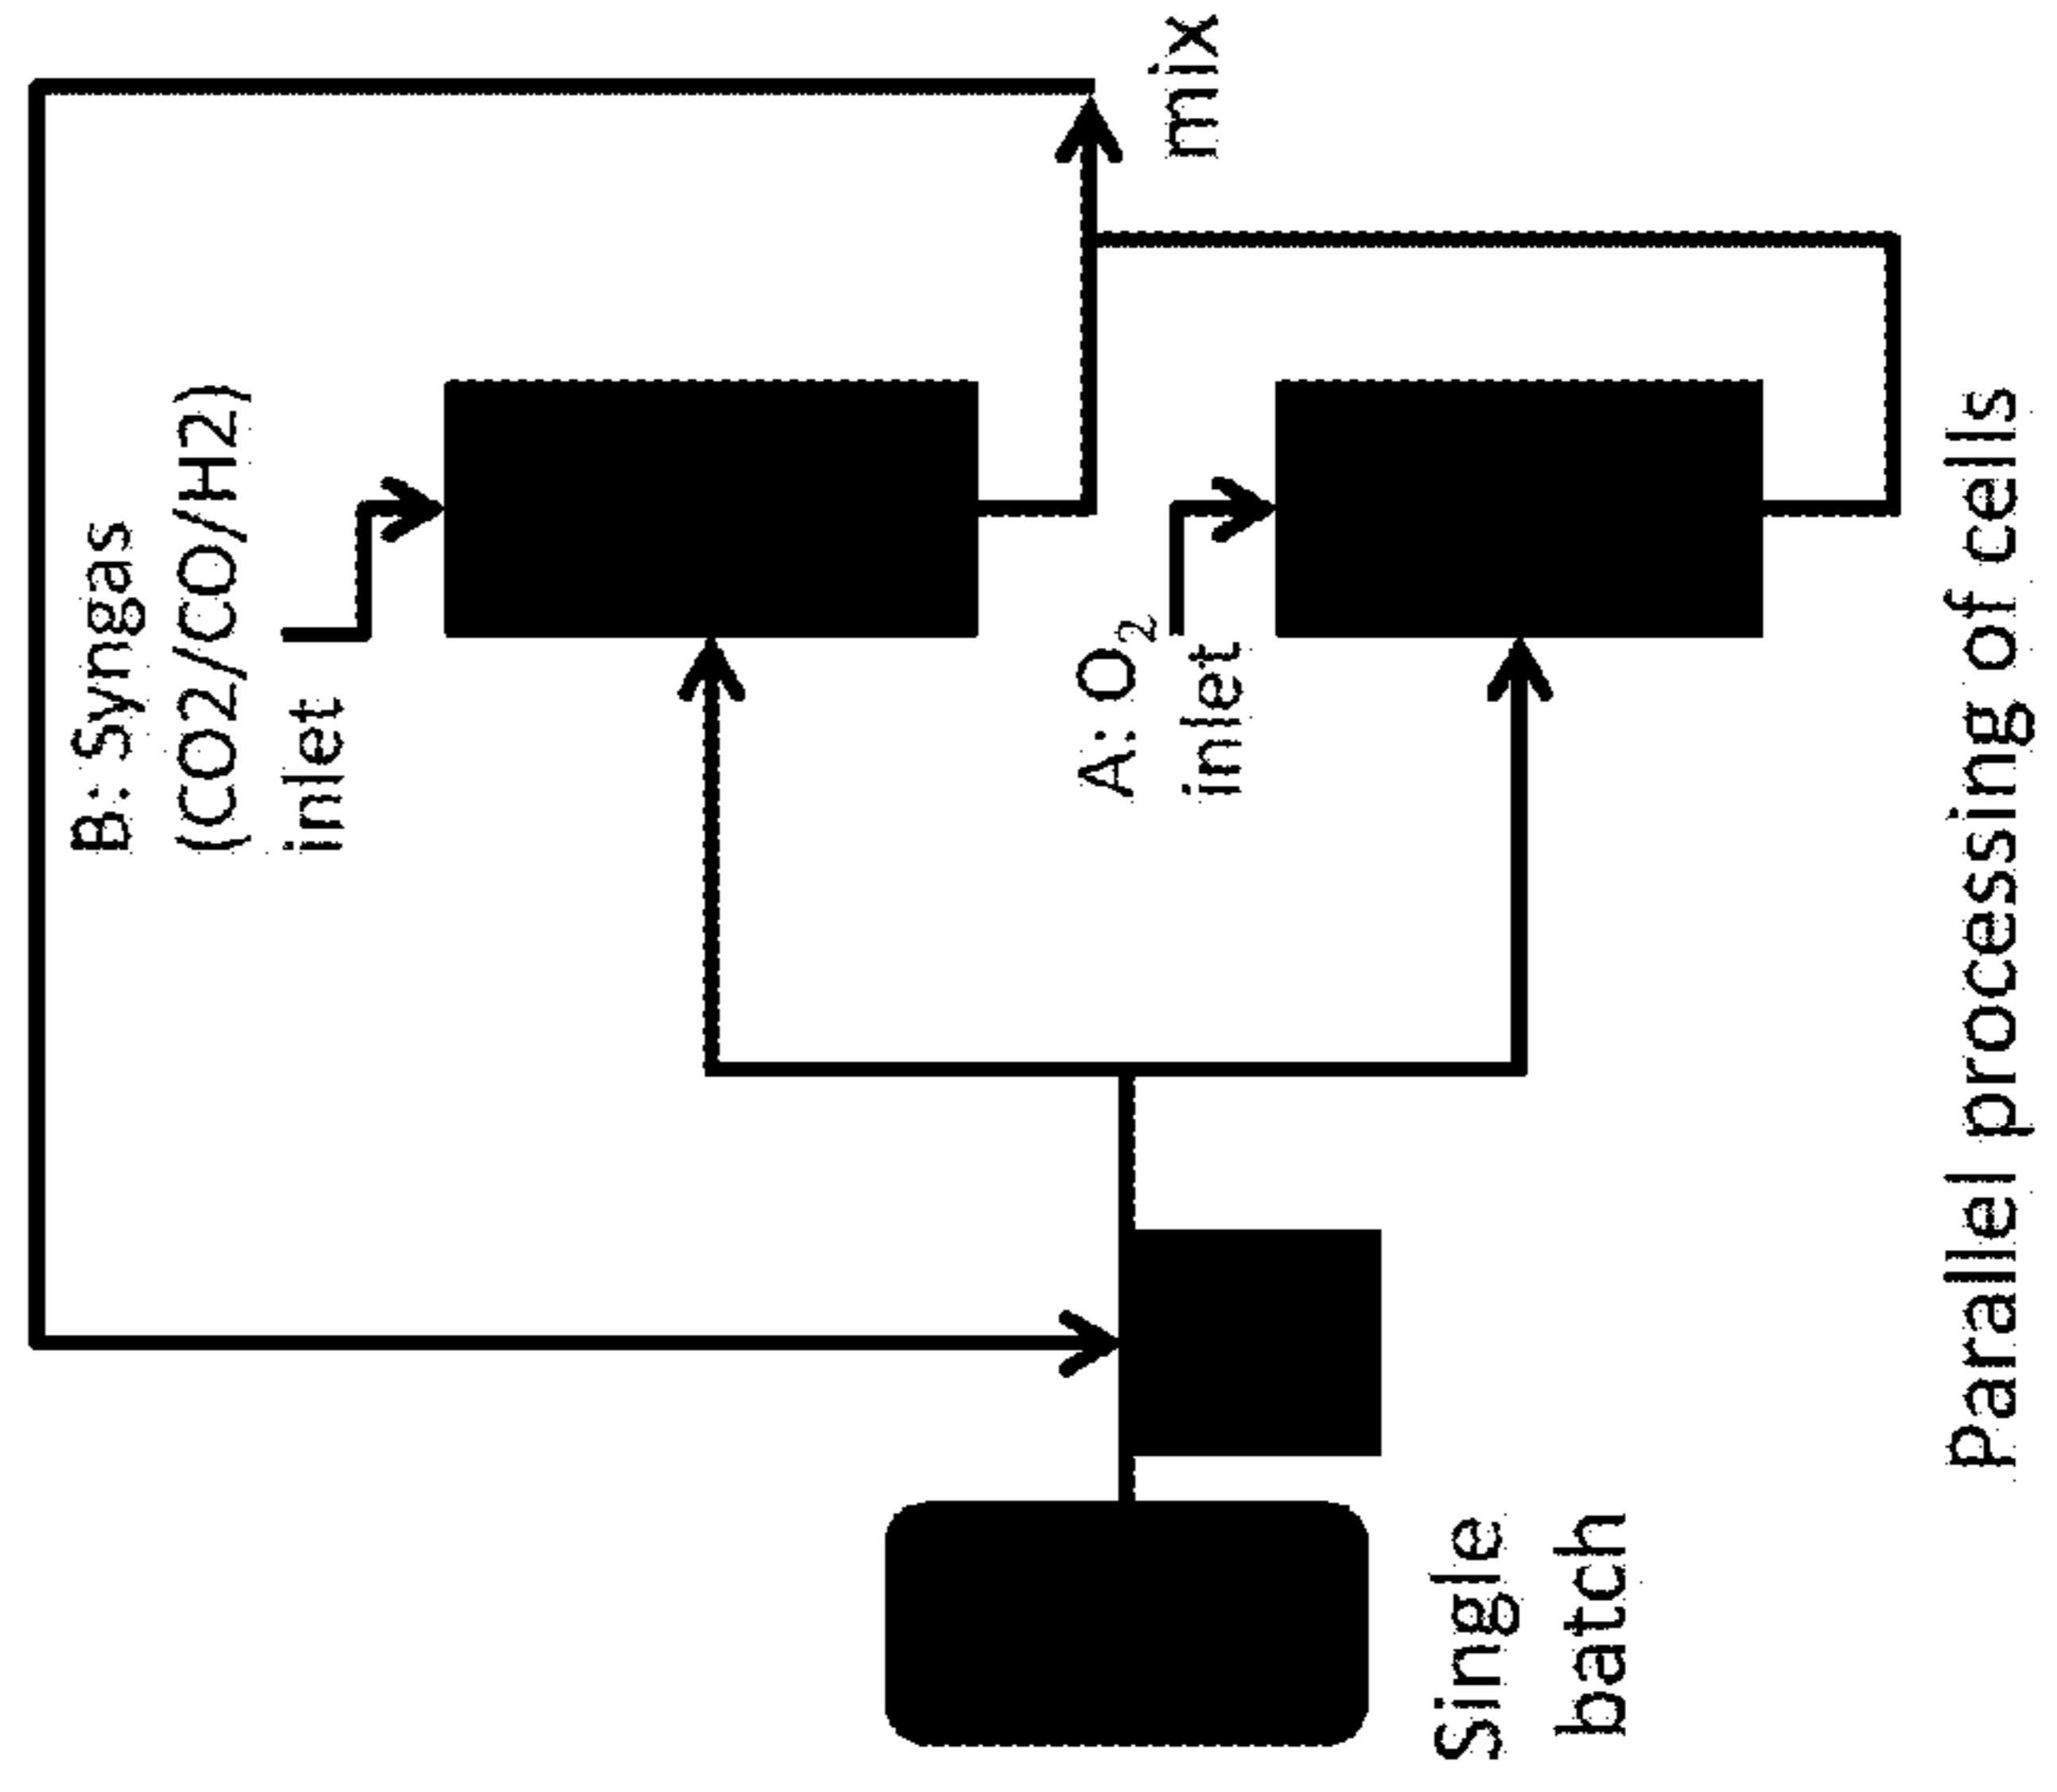 B: Syngas
(CO2/CO/H2)
inlet
mix
A: O₂
inlet
Single
batch
Parallel processing of cells